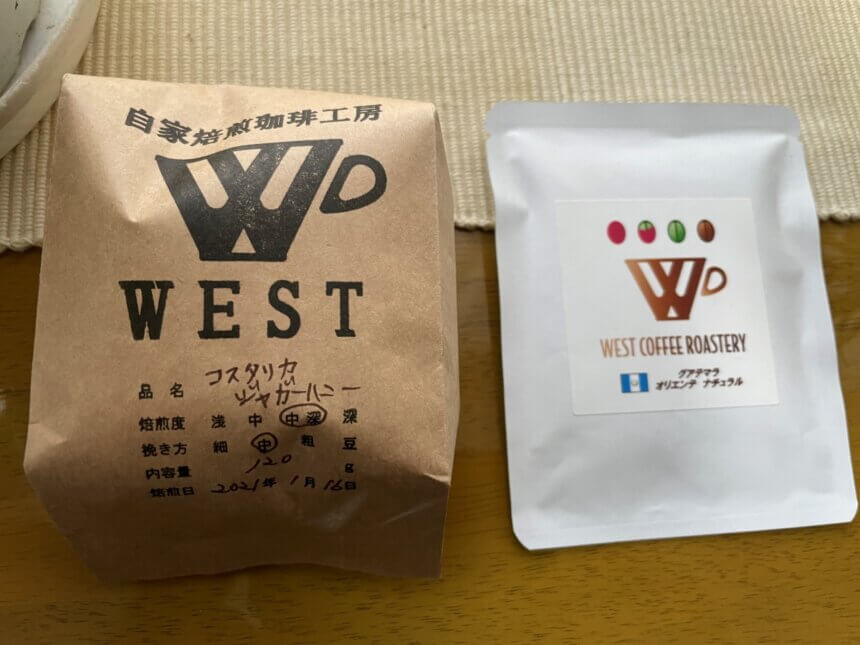 自家焙煎珈琲工房
WEST
品名 コスタリカ
ジャガーハニー
焙煎度 浅 中 中深 深
挽き方 細 中 粗 豆
内容量 120 g
焙煎日 2021年1月16日
WEST COFFEE ROASTERY
グアテマラ
オリエンテ ナチュラル